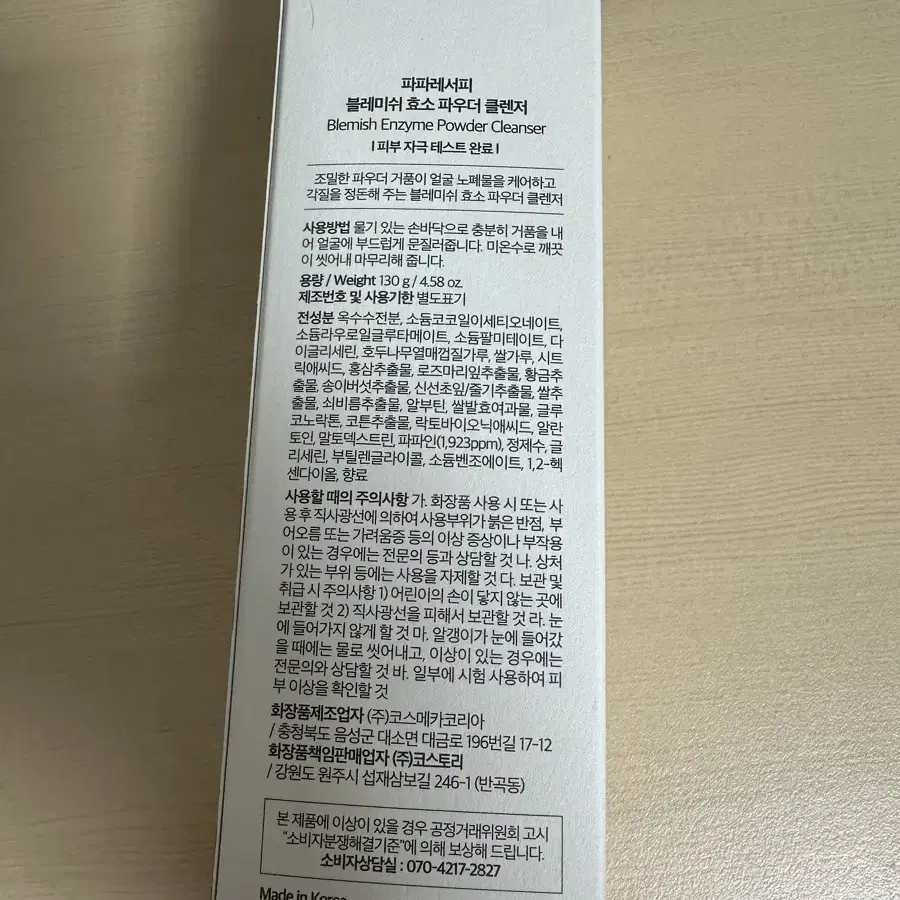 파파레서피
블레미쉬 효소 파우더 클렌저
Blemish Enzyme Powder Cleanser
| 피부 자극 테스트 완료 |
조밀한 파우더 거품이 얼굴 노폐물을 케어하고
각질을 정돈해 주는 블레미쉬 효소 파우더 클렌저
사용방법 물기 있는 손바닥으로 충분히 거품을 내
어 얼굴에 부드럽게 문질러줍니다. 미온수로 깨끗
이 씻어내 마무리해 줍니다.
용량 / Weight 130 g / 4.58 oz.
제조번호 및 사용기한 별도표기
전성분 옥수수전분, 소듐코코일이세티오네이트,
소듐라우로일글루타메이트, 소듐팔미테이트, 다
이글리세린, 호두나무열매껍질가루, 쌀가루, 시트
릭애씨드, 홍삼추출물, 로즈마리잎추출물, 황금추
출물, 송이버섯추출물, 신선초잎/줄기추출물, 쌀추
출물, 쇠비름추출물, 알부틴, 쌀발효여과물, 글루
코노락톤, 코튼추출물, 락토바이오닉애씨드, 알란
토인, 말토덱스트린, 파파인(1,923ppm), 정제수, 글
리세린, 부틸렌글라이콜, 소듐벤조에이트, 1,2-헥
센다이올, 향료
사용할 때의 주의사항 가. 화장품 사용 시 또는 사
용 후 직사광선에 의하여 사용부위가 붉은 반점, 부
어오름 또는 가려움증 등의 이상 증상이나 부작용
이 있는 경우에는 전문의 등과 상담할 것 나. 상처
가 있는 부위 등에는 사용을 자제할 것 다. 보관 및
취급 시 주의사항 1) 어린이의 손이 닿지 않는 곳에
보관할 것 2) 직사광선을 피해서 보관할 것 라. 눈
에 들어가지 않게 할 것 마. 알갱이가 눈에 들어갔
을 때에는 물로 씻어내고, 이상이 있는 경우에는
전문의와 상담할 것 바. 일부에 시험 사용하여 피
부 이상을 확인할 것
화장품제조업자 (주)코스메카코리아
/ 충청북도 음성군 대소면 대금로 196번길 17-12
화장품책임판매업자 (주)코스토리
/ 강원도 원주시 섭재삼보길 246-1 (반곡동)
본 제품에 이상이 있을 경우 공정거래위원회 고시
"소비자분쟁해결기준"에 의해 보상해 드립니다.
소비자상담실 : 070-4217-2827
Made in Korea